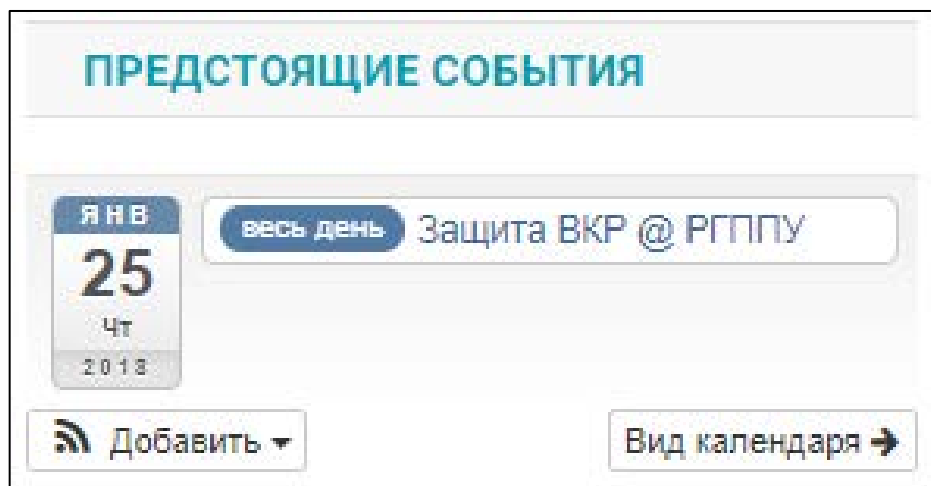 ПРЕДСТОЯЩИЕ СОБЫТИЯ
ЯНВ
25
Чт
2018
весь день Защита ВКР @ РГППУ
Добавить
Вид календаря